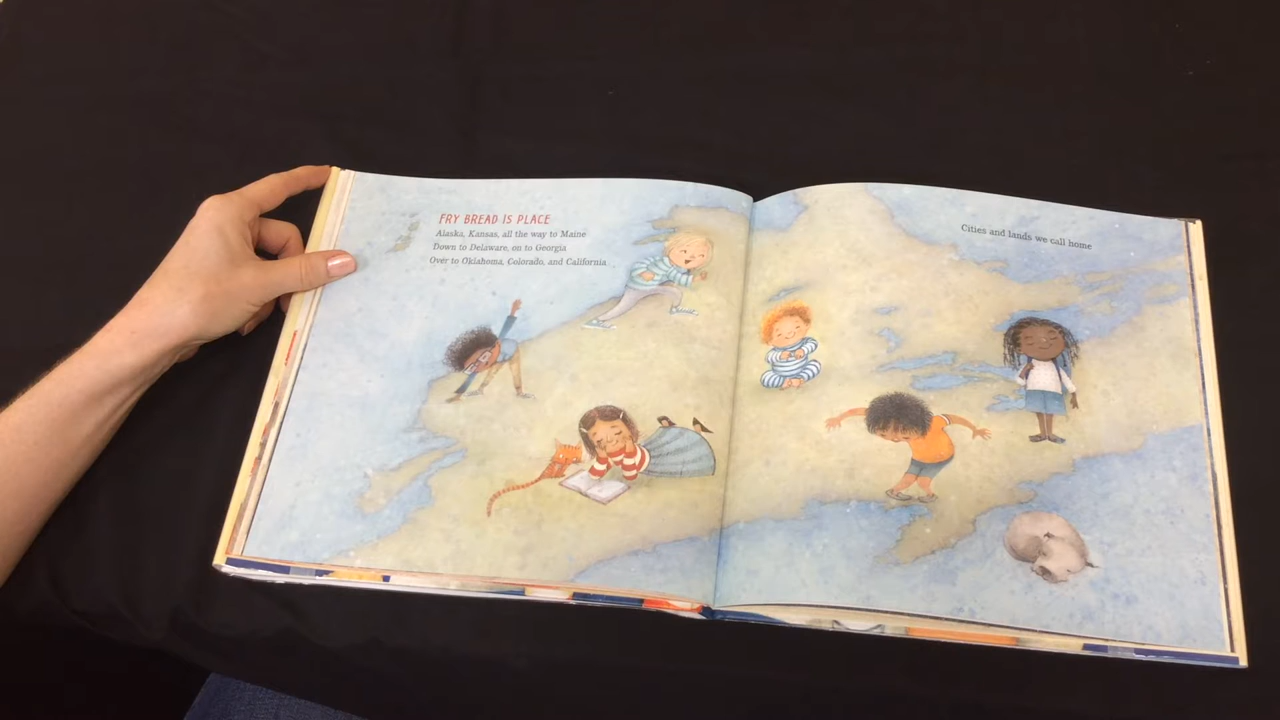 FRY BREAD IS PLACE
Alaska, Kansas, all the way to Maine
Down to Delaware, on to Georgia
Over to Oklahoma, Colorado, and California
Cities and lands we call home